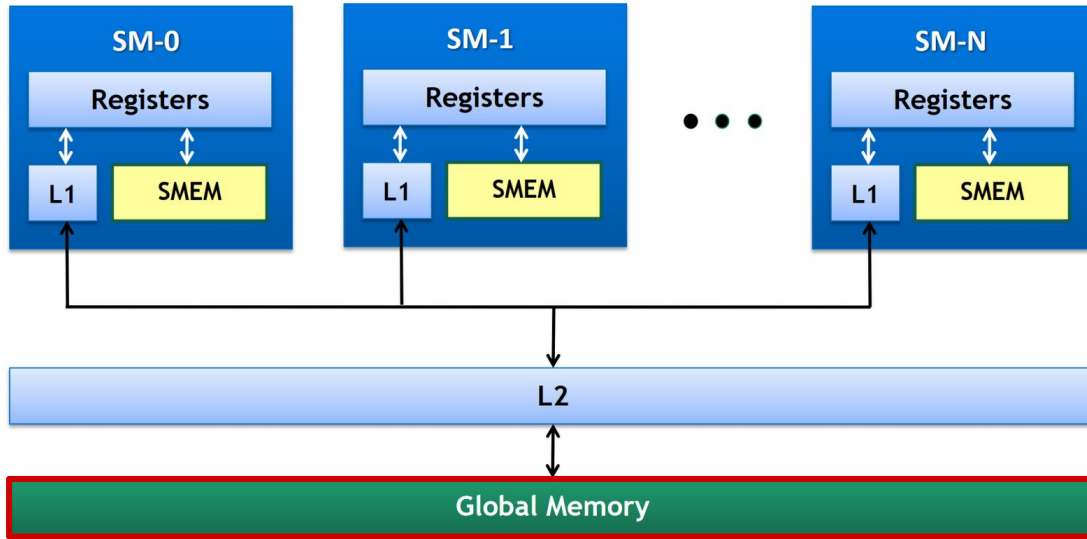 SM-0
Registers
L1
SMEM
SM-1
Registers
L1
SMEM
SM-N
Registers
L1
SMEM
L2
Global Memory